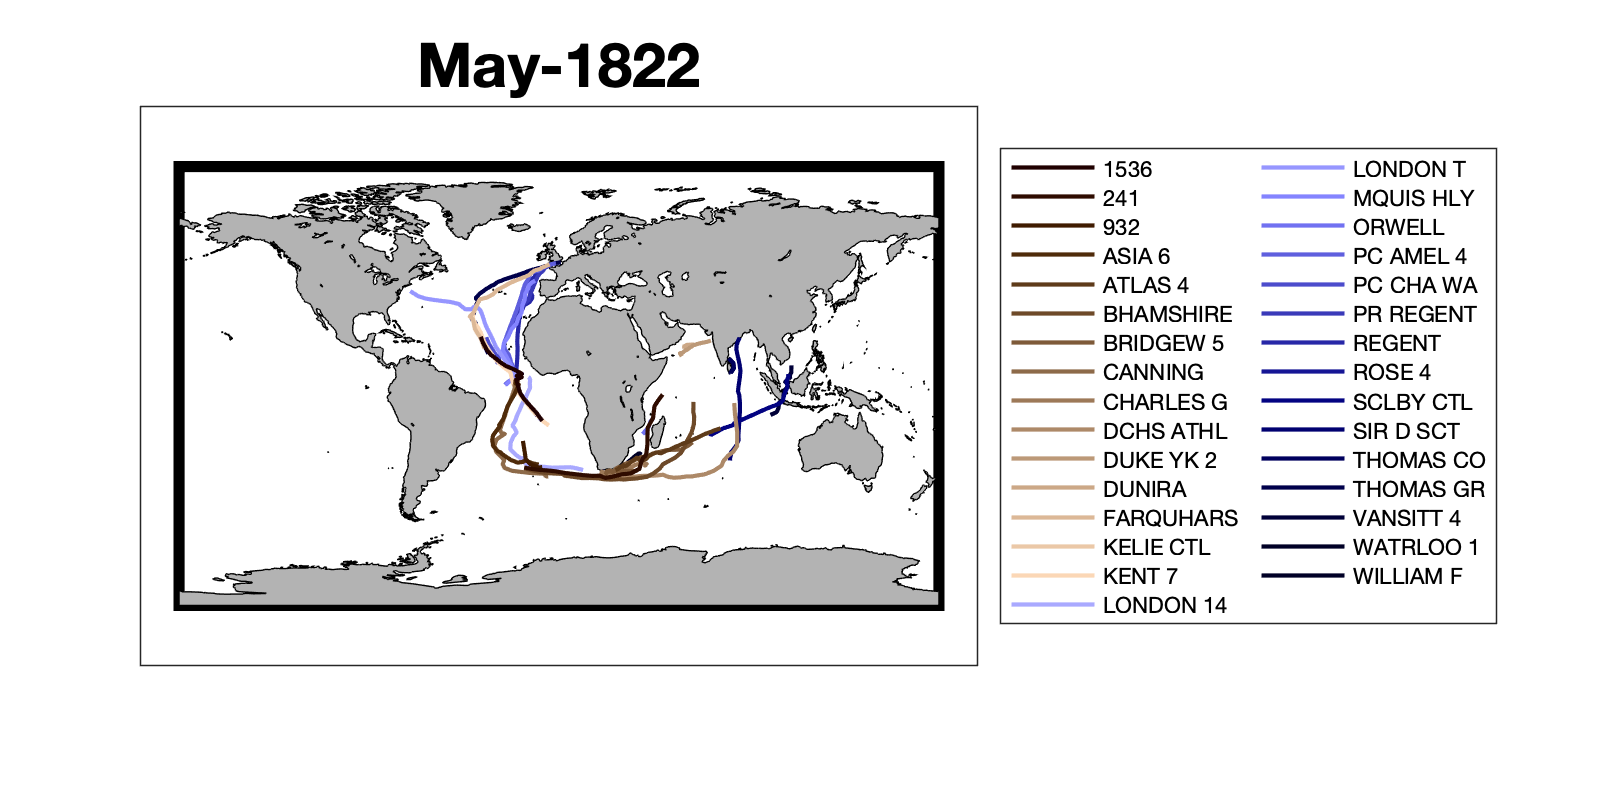 May-1822
1536
241
932
ASIA 6
ATLAS 4
BHAMSHIRE
BRIDGEW 5
CANNING
CHARLES G
DCHS ATHL
DUKE YK 2
DUNIRA
FARQUHARS
KELIE CTL
KENT 7
LONDON 14
LONDON T
MQUIS HLY
ORWELL
PC AMEL 4
PC CHA WA
PR REGENT
REGENT
ROSE 4
SCLBY CTL
SIR D SCT
THOMAS CO
THOMAS GR
VANSITT 4
WATRLOO 1
WILLIAM F